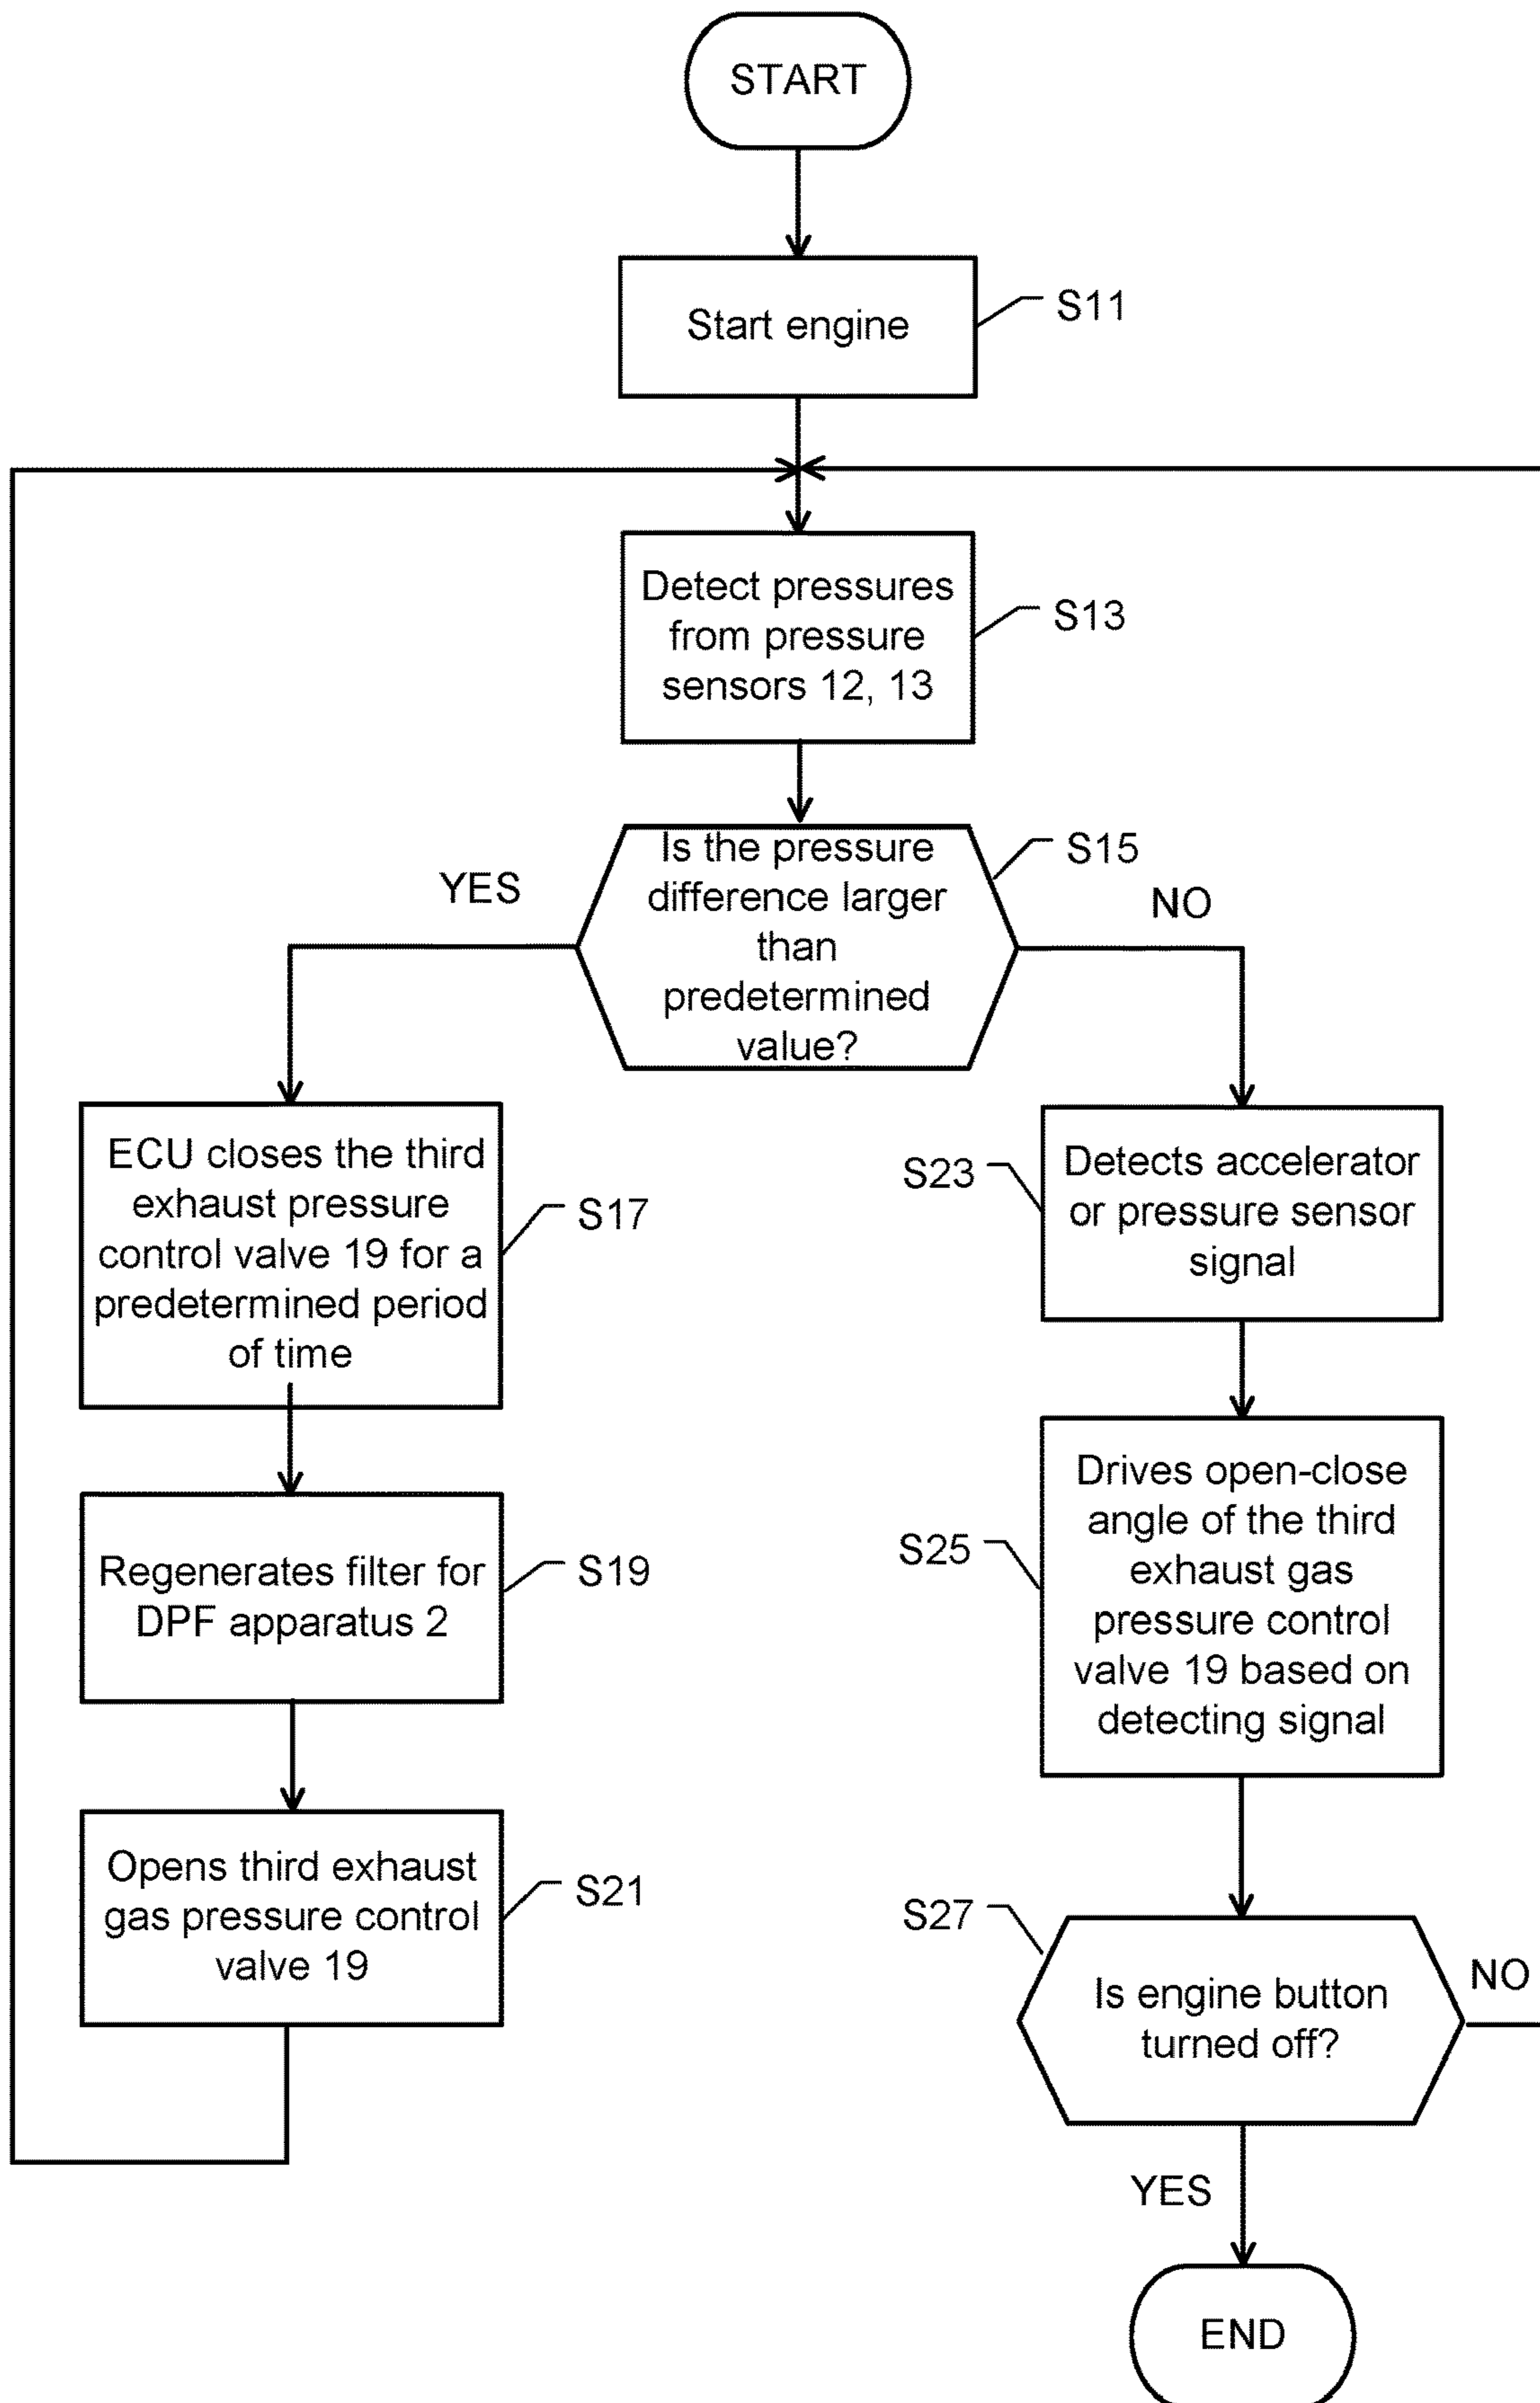 START
Start engine
S11
Detect pressures
from pressure
sensors 12, 13
S13
Is the pressure
difference larger
than
predetermined
value?
S15
YES
NO
ECU closes the third
exhaust pressure
control valve 19 for a
predetermined period
of time
S17
Regenerates filter for
DPF apparatus 2
S19
Opens third exhaust
gas pressure control
valve 19
S21
S23
Detects accelerator
or pressure sensor
signal
S25
Drives open-close
angle of the third
exhaust gas
pressure control
valve 19 based on
detecting signal
S27
Is engine button
turned off?
NO
YES
END